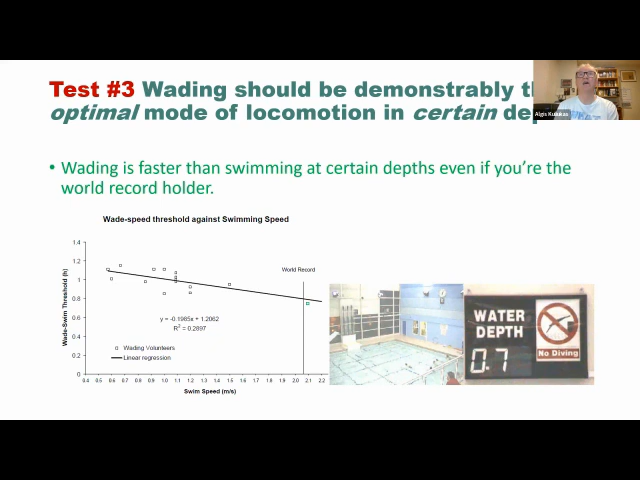 Test #3 Wading should be demonstrably
optimal mode of locomotion in certain
• Wading is faster than swimming at certain depths even if you're the
world record holder.
Algis Kuliukas
Wade-speed threshold against Swimming Speed
Wade-Swim Threshold (h)
1.4
1.2
1
0.8
0.6
0.4
0.2
0
World Record
y = -0.1985x + 1.2062
R² = 0.2897
Wading Volunteers
Linear regression
0.4 0.5 0.6 0.7 0.8 0.9 1.0 1.1 1.2 1.3 1.4 1.5 1.6 1.7 1.8 1.9 2.0 2.1 2.2
Swim Speed (m/s)
WATER
DEPTH
0.7
No Diving